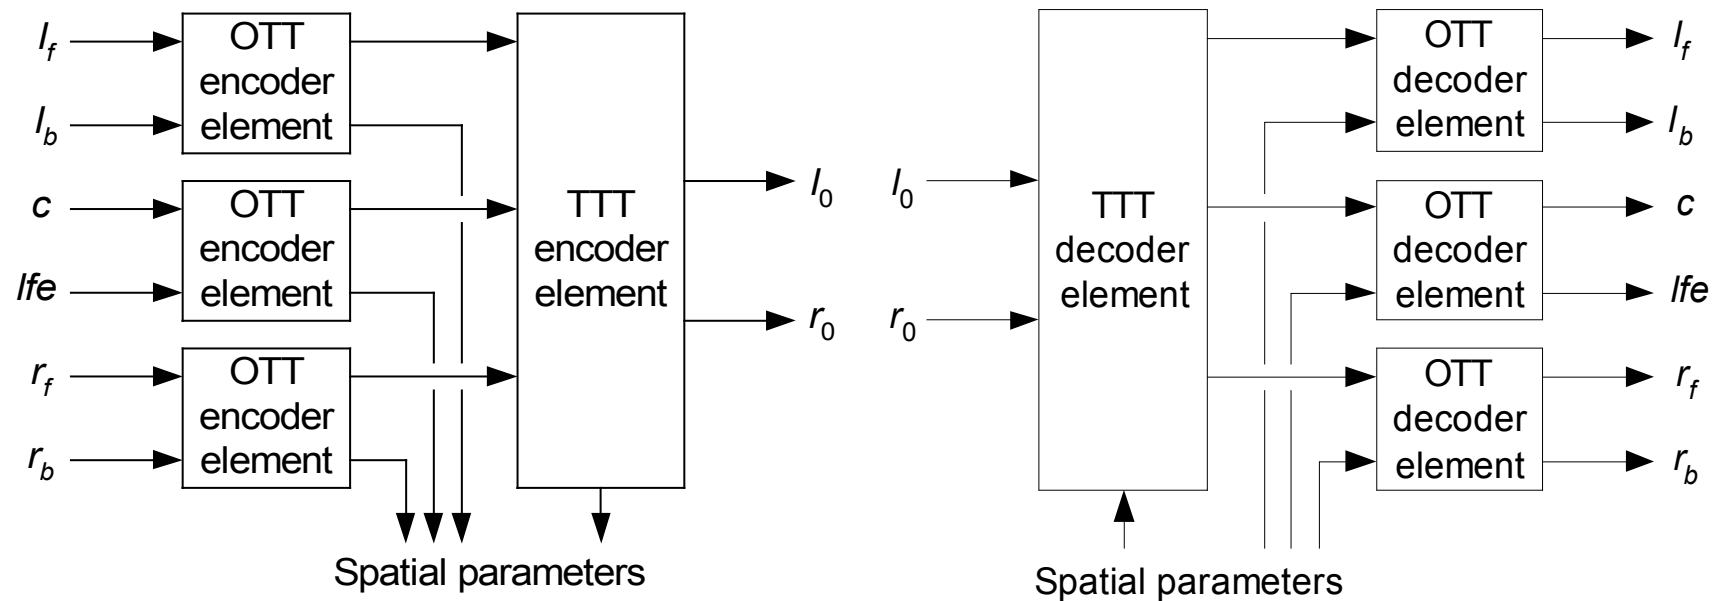 l_f
OTT
encoder
element
l_b
c
OTT
encoder
element
lfe
r_f
OTT
encoder
element
r_b
TTT
encoder
element
l_0
r_0
Spatial parameters
l_0
r_0
TTT
decoder
element
OTT
decoder
element
l_f
l_b
OTT
decoder
element
c
lfe
OTT
decoder
element
r_f
r_b
Spatial parameters